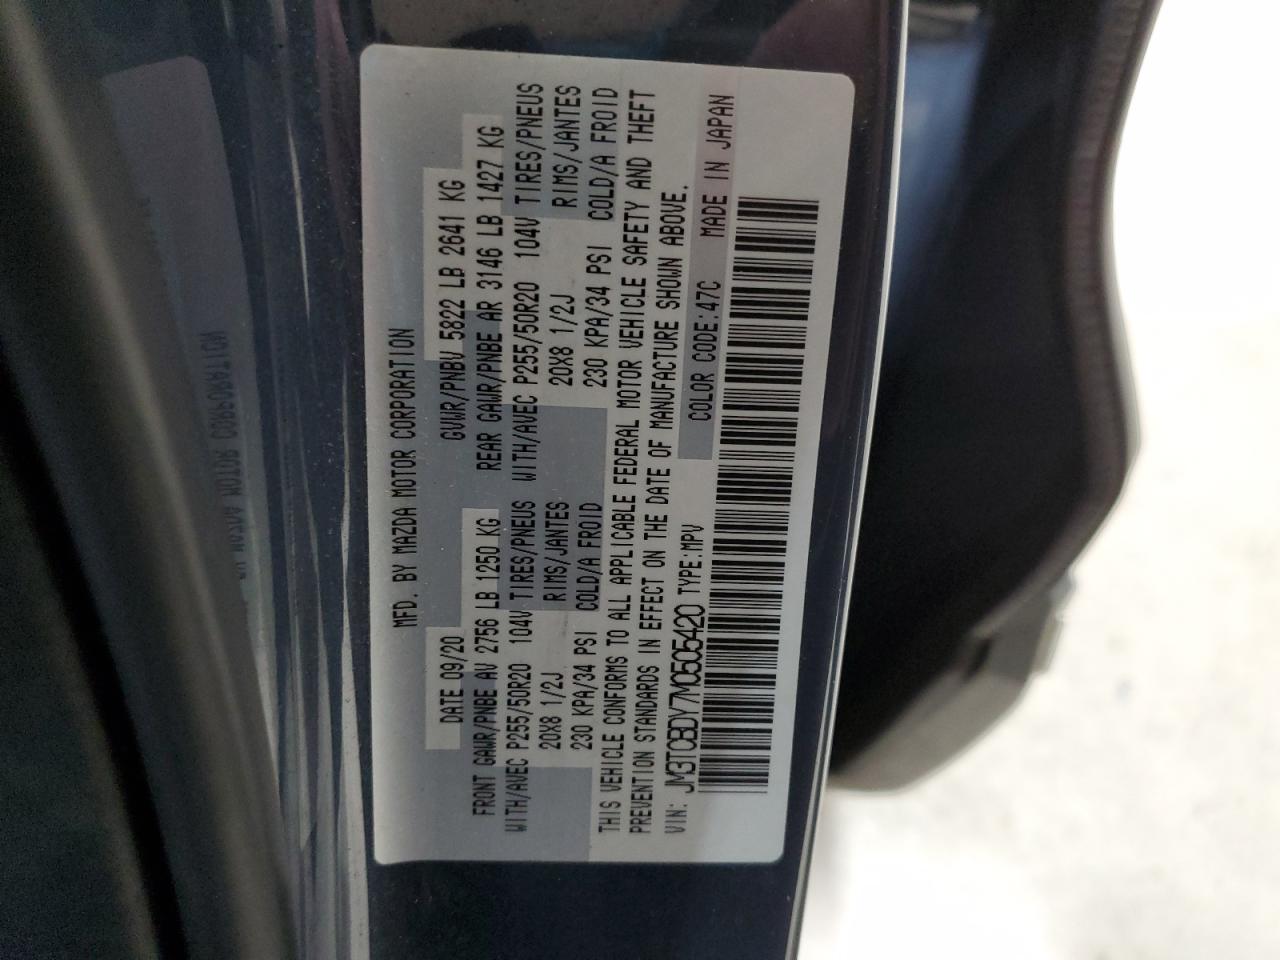 MFD. BY MAZDA MOTOR CORPORATION
DATE 09/20 GVWR/PNBV 5822 LB 2641 KG
FRONT GAWR/PNBE AV 2756 LB 1250 KG REAR GAWR/PNBE AR 3146 LB 1427 KG
WITH/AVEC P255/50R20 104V TIRES/PNEUS WITH/AVEC P255/50R20 104V TIRES/PNEUS
20X8 1/2J RIMS/JANTES 20X8 1/2J RIMS/JANTES
230 KPA/34 PSI COLD/A FROID 230 KPA/34 PSI COLD/A FROID
THIS VEHICLE CONFORMS TO ALL APPLICABLE FEDERAL MOTOR VEHICLE SAFETY AND THEFT
PREVENTION STANDARDS IN EFFECT ON THE DATE OF MANUFACTURE SHOWN ABOVE.
VIN: JM3TCBDY7M0505420 TYPE:MPV COLOR CODE:47C MADE IN JAPAN